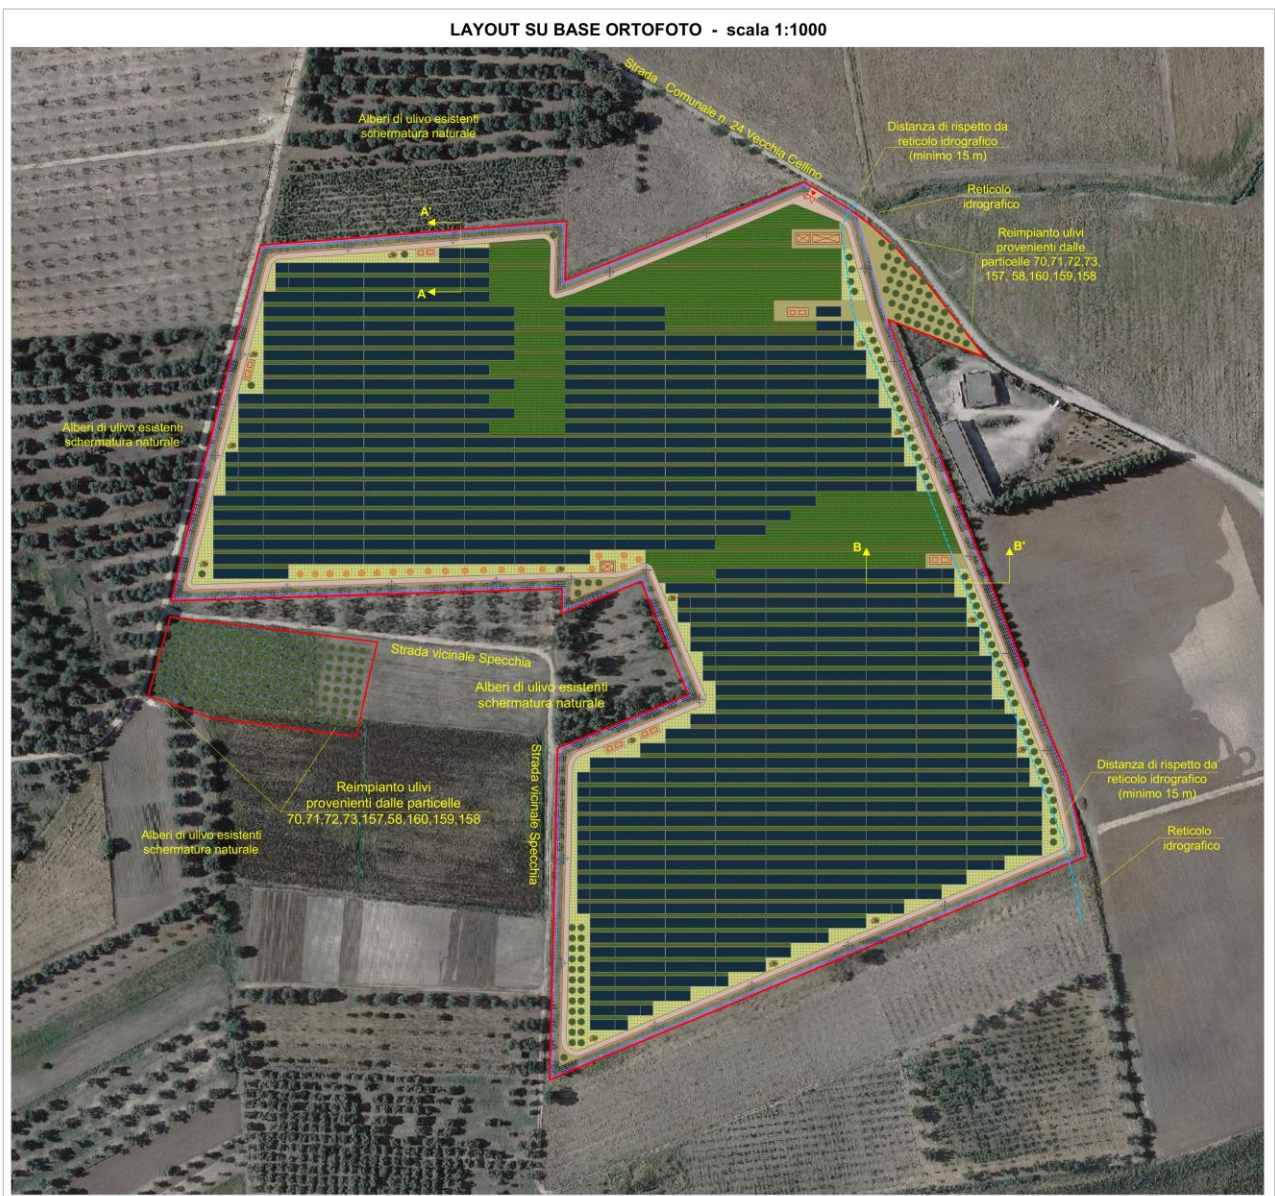 LAYOUT SU BASE ORTOFOTO - scala 1:1000
Strada Comunale n. 24 Vecchia Cellino
Alberi di ulivo esistenti
schermatura naturale
Distanza di rispetto da
reticolo idrografico
(minimo 15 m)
Reticolo
idrografico
A'
Reimpianto ulivi
provenienti dalle
particelle 70,71,72,73,
157, 58,160,159,158
A
Alberi di ulivo esistenti
schermatura naturale
B
B'
Strada vicinale Specchia
Alberi di ulivo esistenti
schermatura naturale
Strada vicinale Specchia
Reimpianto ulivi
provenienti dalle particelle
70,71,72,73,157,58,160,159,158
Distanza di rispetto da
reticolo idrografico
(minimo 15 m)
Alberi di ulivo esistenti
schermatura naturale
Reticolo
idrografico